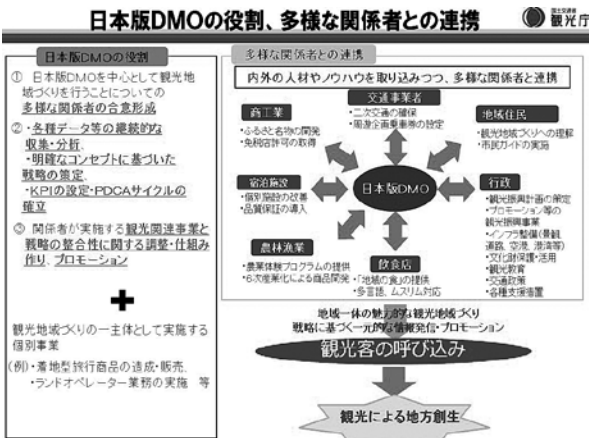 日本版DMOの役割、多様な関係者との連携
国土交通省
観光庁
日本版DMOの役割
① 日本版DMOを中心として観光地
域づくりを行うことについての
多様な関係者の合意形成
②・各種データ等の継続的な
収集・分析、
・明確なコンセプトに基づいた
戦略の策定、
・KPIの設定・PDCAサイクルの
確立
③ 関係者が実施する観光関連事業と
戦略の整合性に関する調整・仕組み
作り、プロモーション
+
観光地域づくりの一主体として実施する
個別事業
(例)・着地型旅行商品の造成・販売、
・ランドオペレーター業務の実施 等
多様な関係者との連携
内外の人材やノウハウを取り込みつつ、多様な関係者と連携
交通事業者
・二次交通の確保
・周遊企画乗車券の設定
商工業
・ふるさと名物の開発
・免税店許可の取得
地域住民
・観光地域づくりへの理解
・市民ガイドの実施
宿泊施設
・個別施設の改善
・品質保証の導入
日本版DMO
行政
・観光振興計画の策定
・プロモーション等の
観光振興事業
・インフラ整備(景観、
道路、空港、港湾等)
・文化財保護・活用
・観光教育
・交通政策
・各種支援措置
農林漁業
・農業体験プログラムの提供
・6次産業化による商品開発
飲食店
・「地域の食」の提供
・多言語、ムスリム対応
地域一体の魅力的な観光地域づくり
戦略に基づく一元的な情報発信・プロモーション
観光客の呼び込み
観光による地方創生